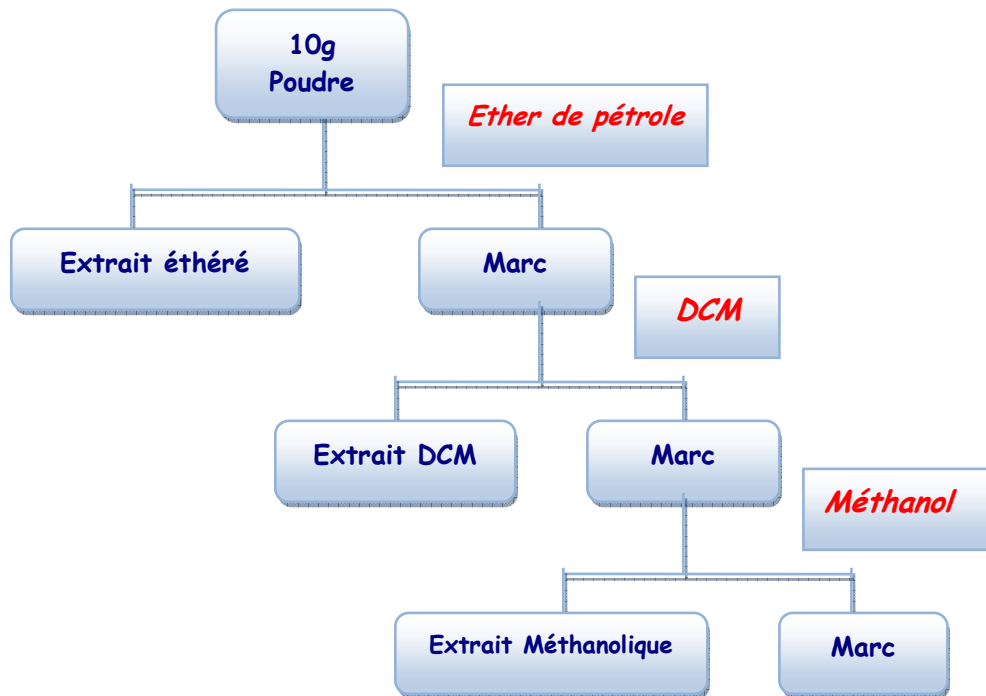 10g
Poudre
Ether de pétrole
Extrait éthéré
Marc
DCM
Extrait DCM
Marc
Méthanol
Extrait Méthanolique
Marc